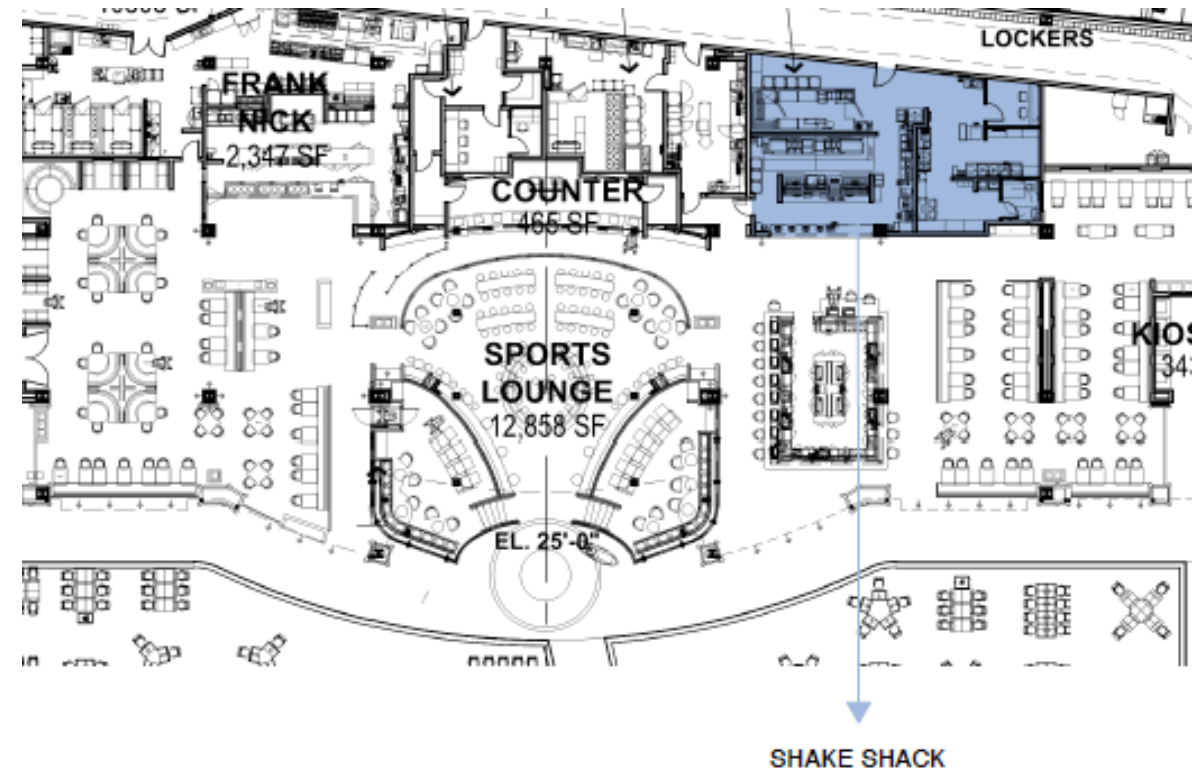 LOCKERS
FRANK
NICK
2,347 SF
COUNTER
465 SF
SPORTS
LOUNGE
12,858 SF
EL. 25'-0"
SHAKE SHACK